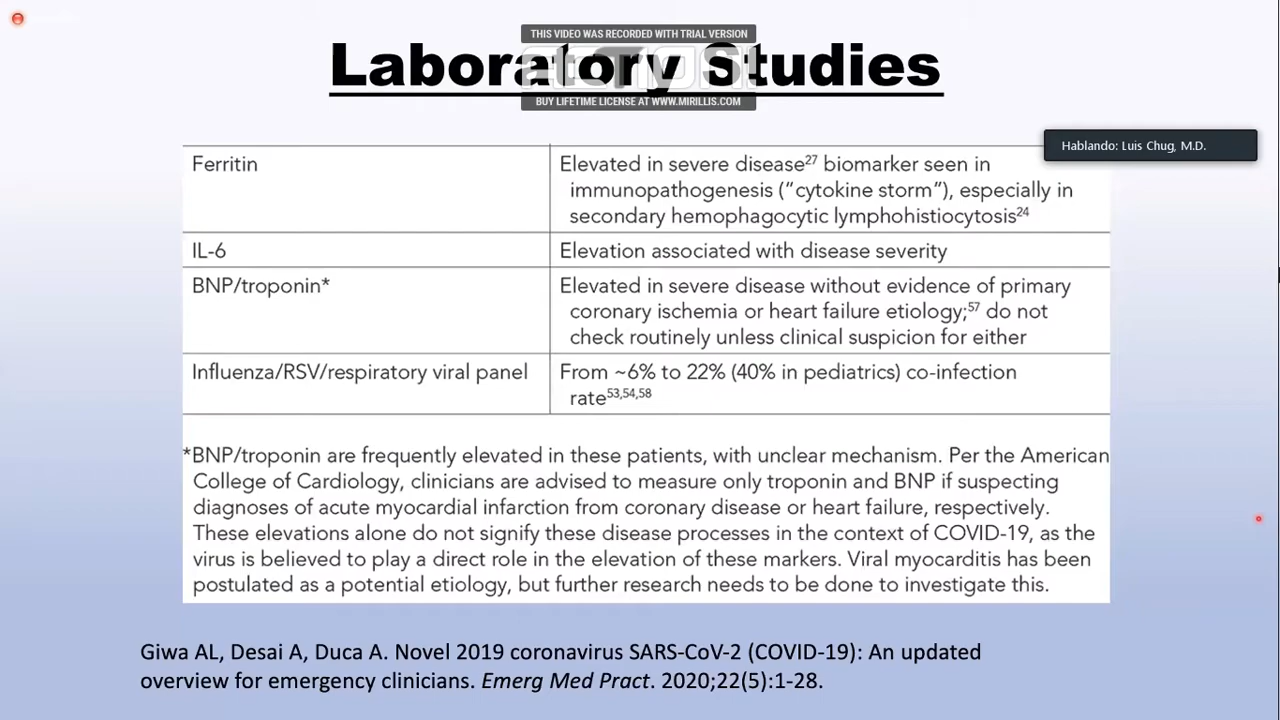 THIS VIDEO WAS RECORDED WITH TRIAL VERSION
Laboratory Studies
BUY LIFETIME LICENSE AT WWW.MIRILLIS.COM
Hablando: Luis Chug, M.D.
Ferritin
Elevated in severe disease27 biomarker seen in
immunopathogenesis (“cytokine storm”), especially in
secondary hemophagocytic lymphohistiocytosis24
IL-6
Elevation associated with disease severity
BNP/troponin*
Elevated in severe disease without evidence of primary
coronary ischemia or heart failure etiology;57 do not
check routinely unless clinical suspicion for either
Influenza/RSV/respiratory viral panel
From ~6% to 22% (40% in pediatrics) co-infection
rate53,54,58
*BNP/troponin are frequently elevated in these patients, with unclear mechanism. Per the American
College of Cardiology, clinicians are advised to measure only troponin and BNP if suspecting
diagnoses of acute myocardial infarction from coronary disease or heart failure, respectively.
These elevations alone do not signify these disease processes in the context of COVID-19, as the
virus is believed to play a direct role in the elevation of these markers. Viral myocarditis has been
postulated as a potential etiology, but further research needs to be done to investigate this.
Giwa AL, Desai A, Duca A. Novel 2019 coronavirus SARS-CoV-2 (COVID-19): An updated
overview for emergency clinicians. Emerg Med Pract. 2020;22(5):1-28.